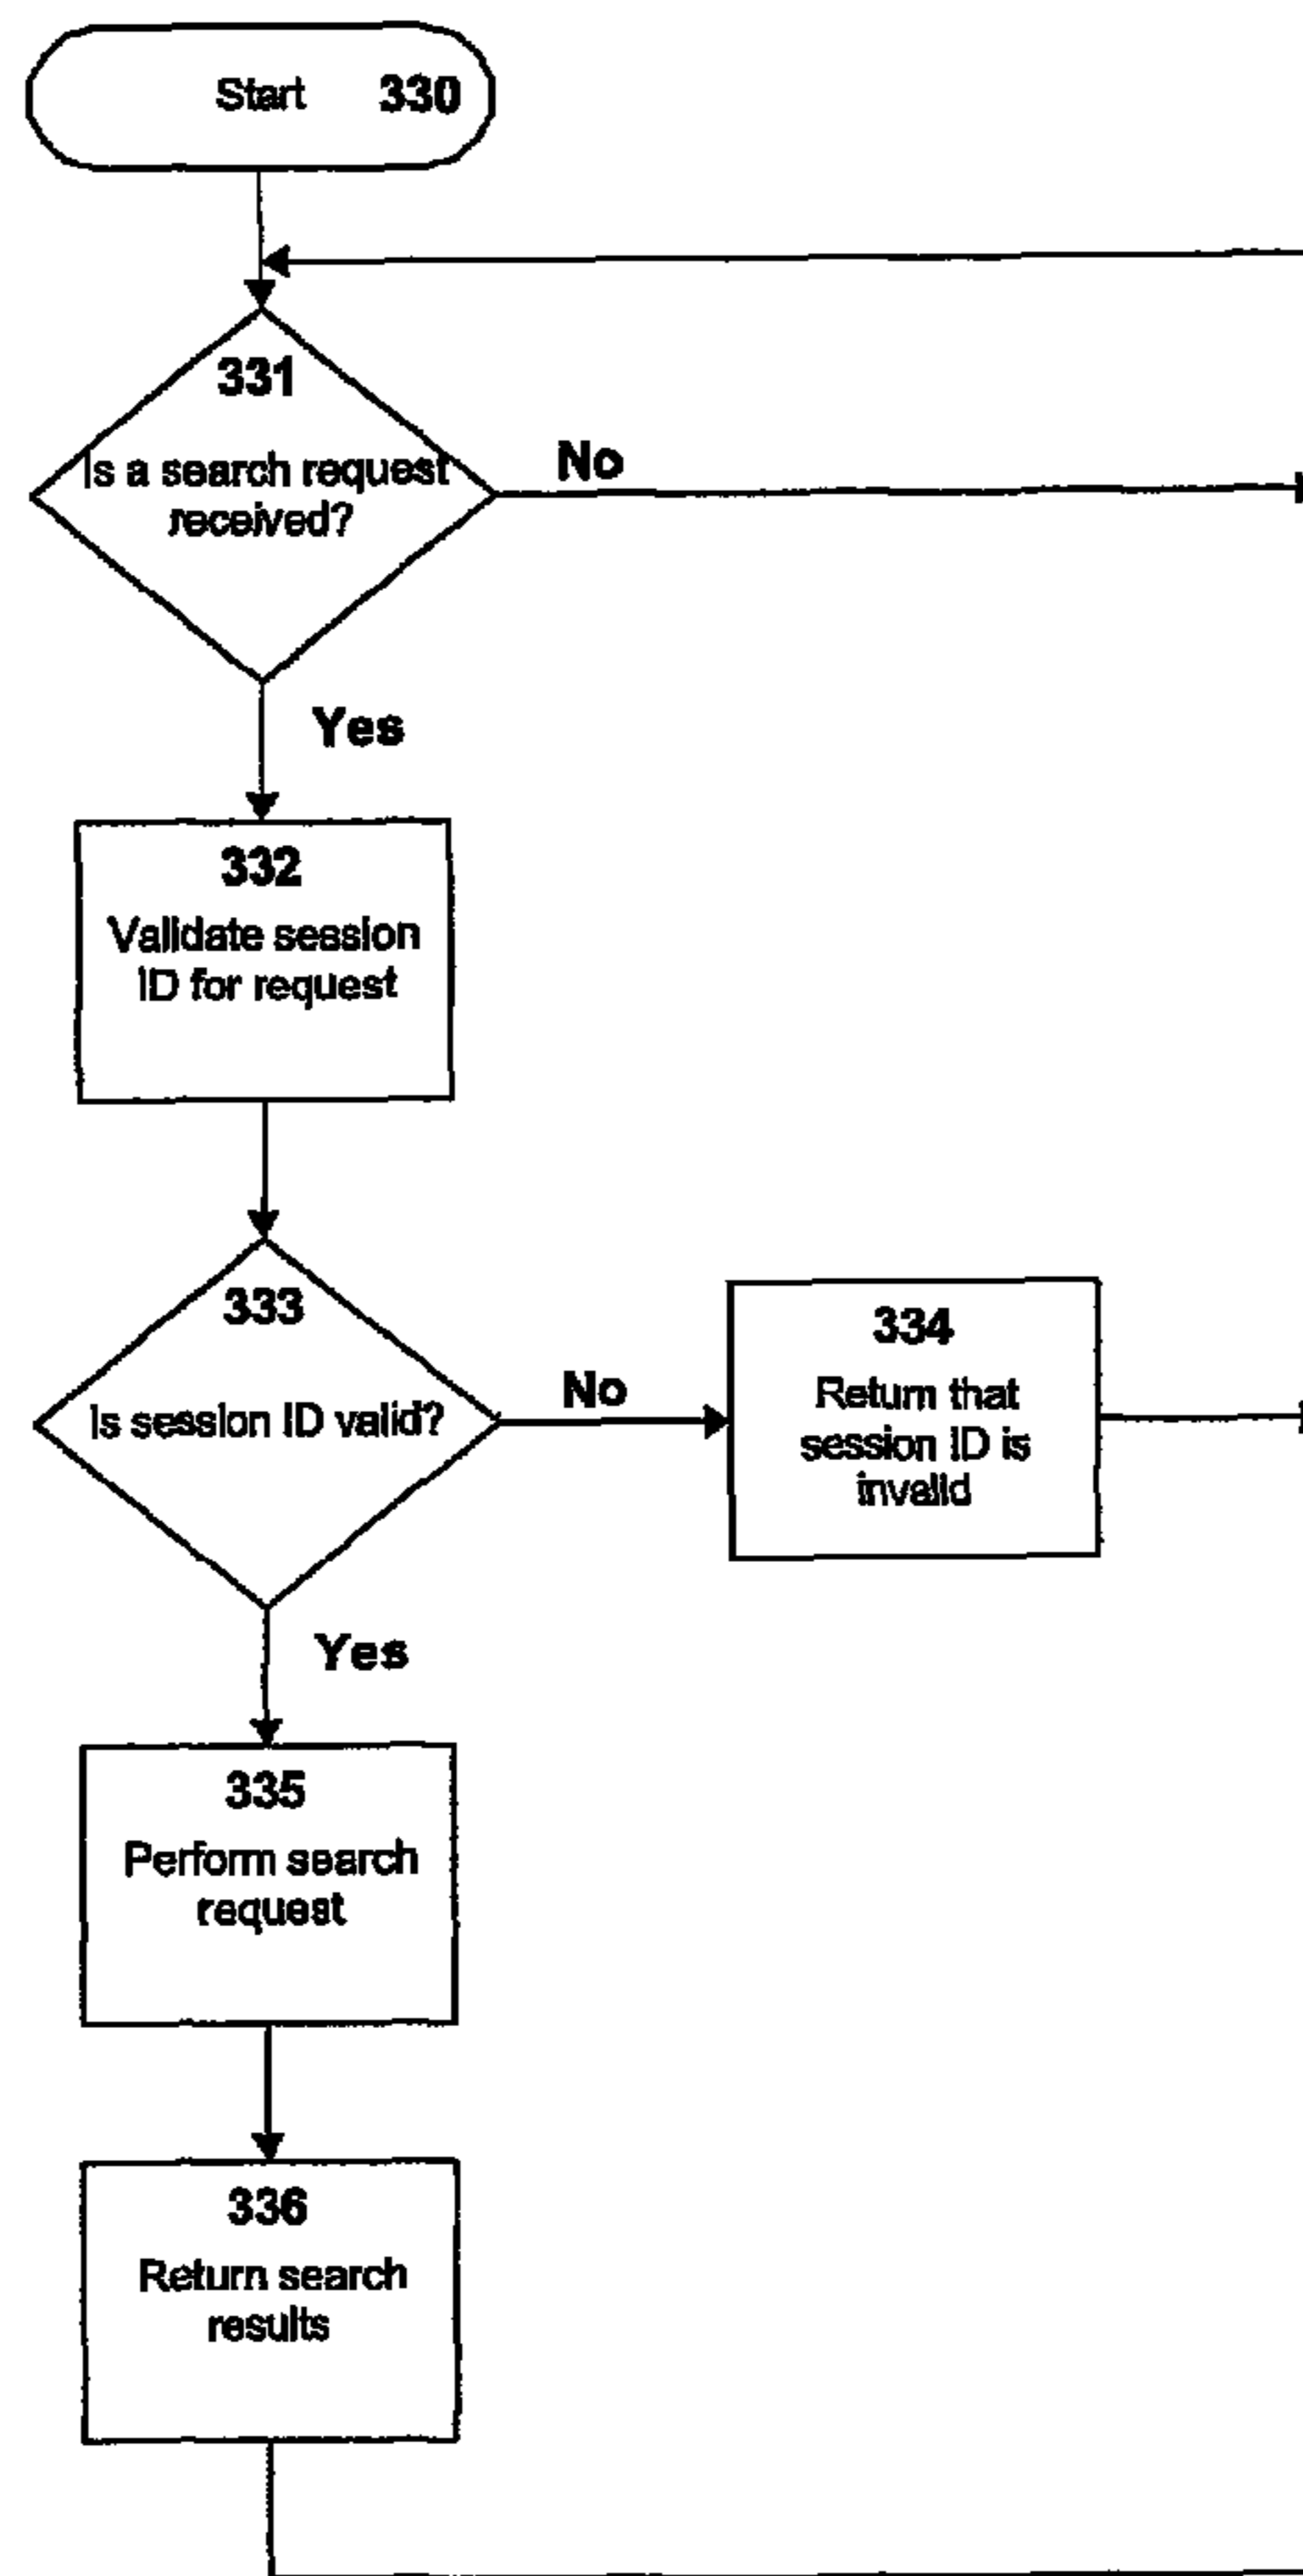 Start 330
331
Is a search request
received?
No
Yes
332
Validate session
ID for request
333
Is session ID valid?
No
334
Return that
session ID is
invalid
Yes
335
Perform search
request
336
Return search
results